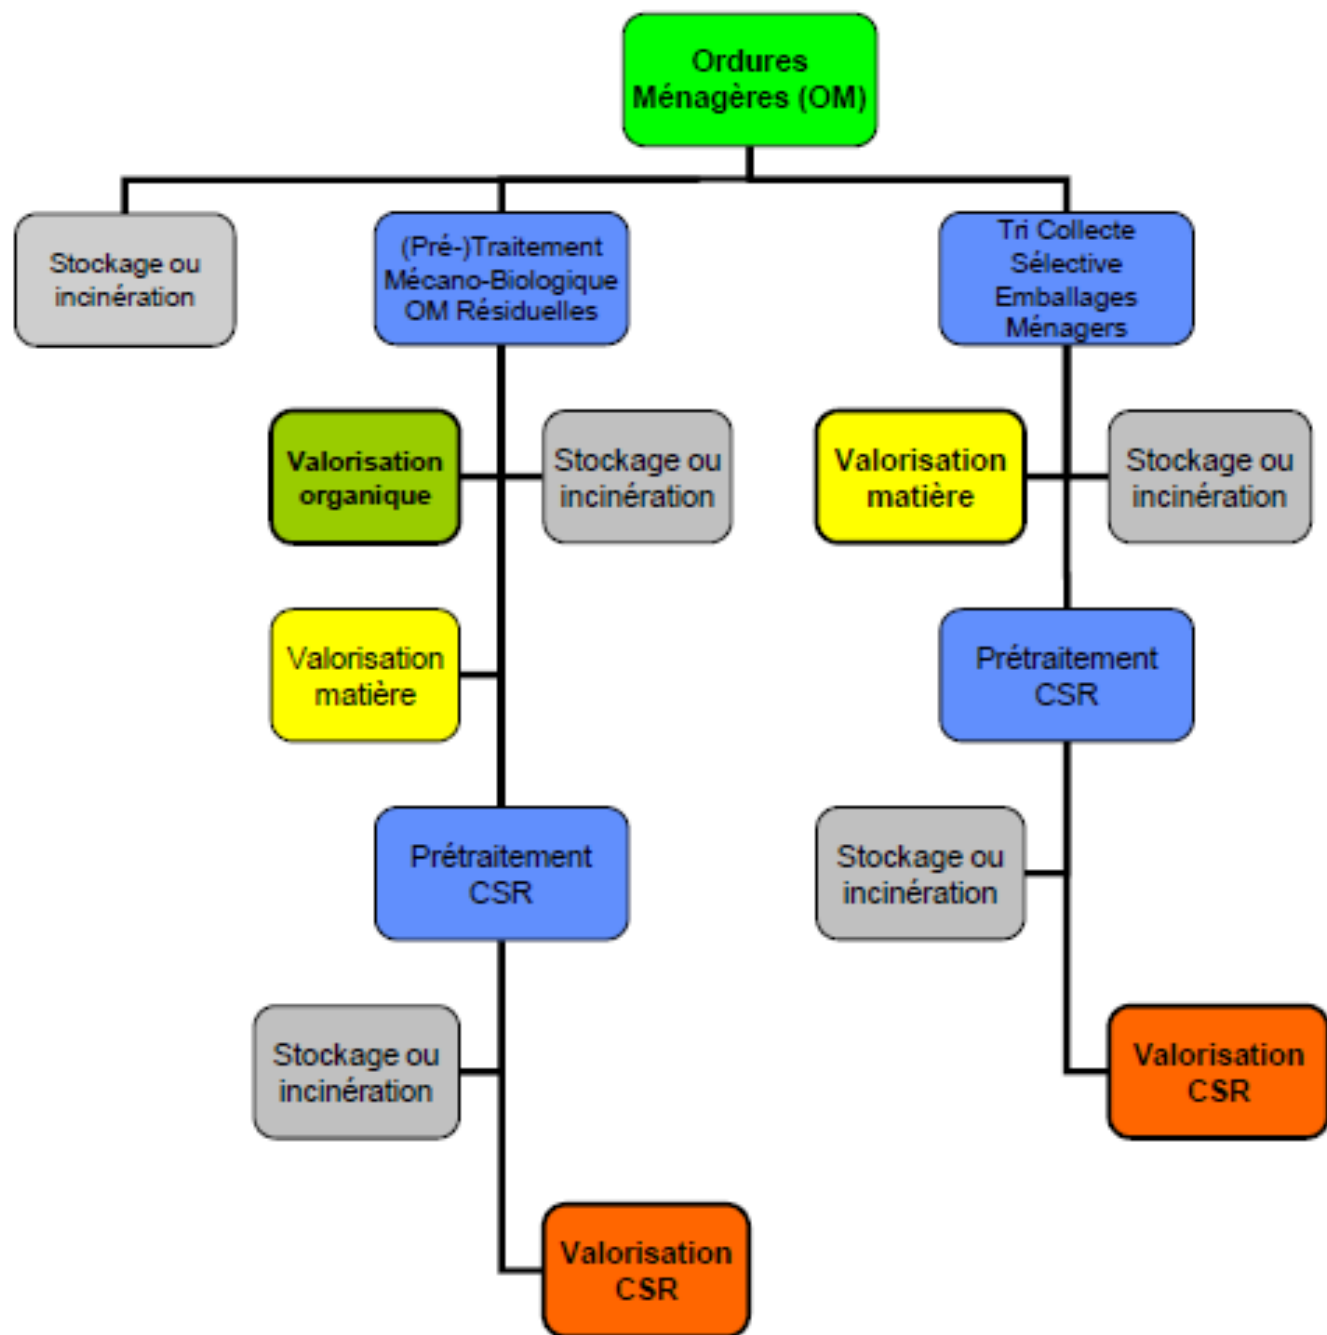 Ordures
Ménagères (OM)
Stockage ou
incinération
(Pré-)Traitement
Mécano-Biologique
OM Résiduelles
Tri Collecte
Sélective
Emballages
Ménagers
Valorisation
organique
Stockage ou
incinération
Valorisation
matière
Stockage ou
incinération
Valorisation
matière
Prétraitement
CSR
Prétraitement
CSR
Stockage ou
incinération
Stockage ou
incinération
Valorisation
CSR
Valorisation
CSR